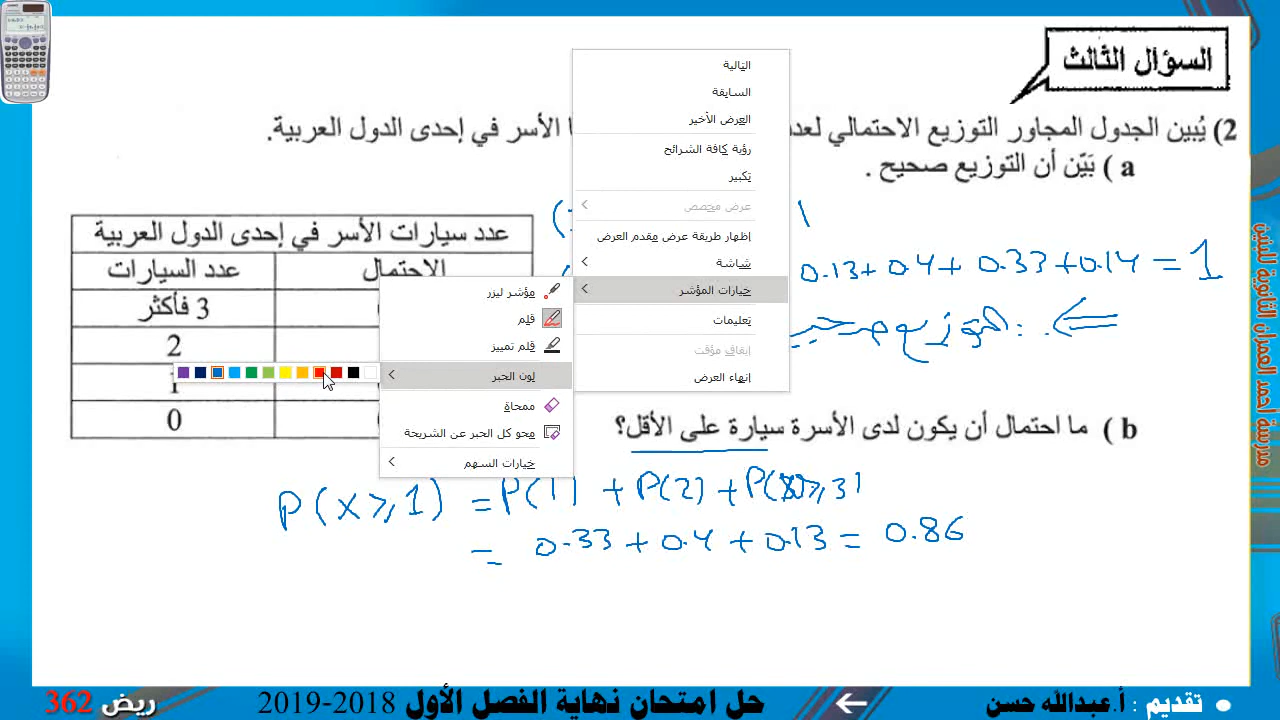 السؤال الثالث
2) يُبين الجدول المجاور التوزيع الاحتمالي لعدد
ا الأسر في إحدى الدول العربية.
a ) بَيّن أن التوزيع صحيح .
عدد سيارات الأسر في إحدى الدول العربية
عدد السيارات
الاحتمال
3 فأكثر
2
1
0
0.13+0.4+0.33+0.14=1
b ) ما احتمال أن يكون لدى الأسرة سيارة على الأقل؟
P(X≥1) =P(1) +P(2)+P(X≥3)
= 0.33+0.4+0.13= 0.86
التالية
السابقة
العرض الأخير
رؤية كافة الشرائح
تكبير
عرض مخصص
إظهار طريقة عرض مقدم العرض
شاشة
خيارات المؤشر
تعليمات
إيقاف مؤقت
إنهاء العرض
مؤشر ليزر
قلم
قلم تمييز
لون الحبر
ممحاة
محو كل الحبر عن الشريحة
خيارات السهم
مدرسة احمد العمران الثانوية للبنين
• تقديم : أ.عبدالله حسن
حل امتحان نهاية الفصل الأول 2018-2019
ريض 362